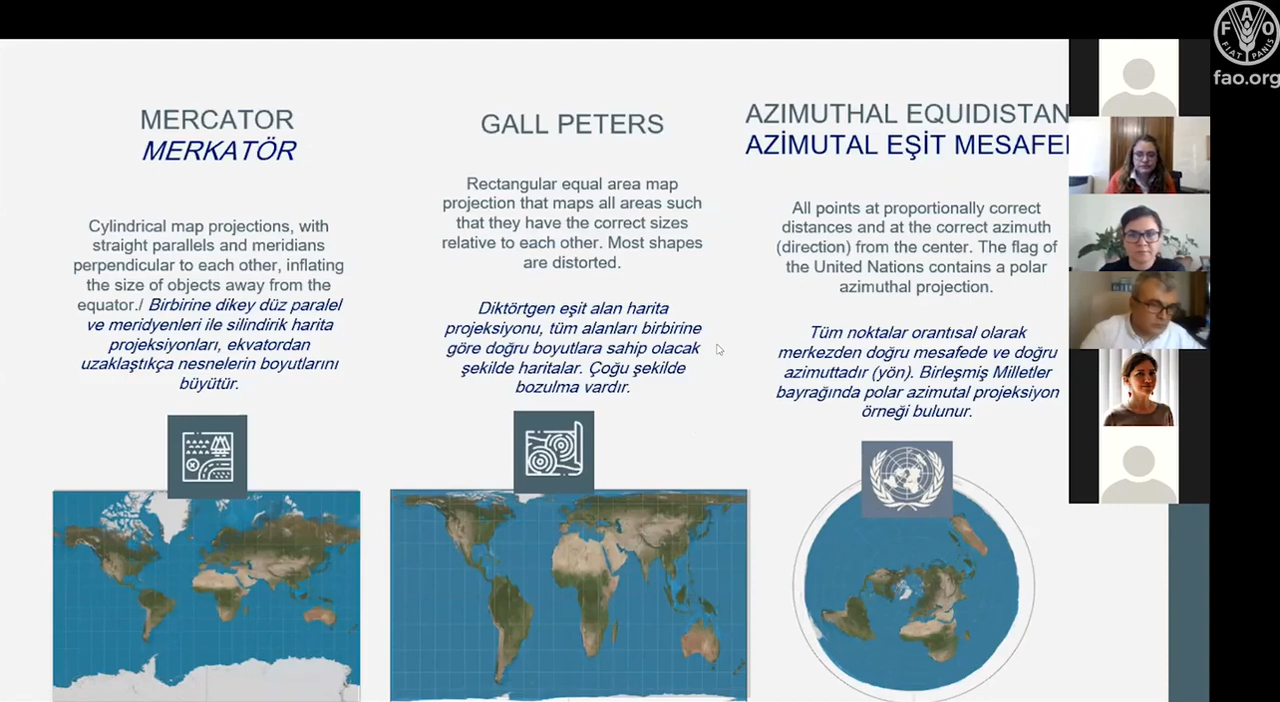 F A O
FIAT PANIS
fao.org
MERCATOR
MERKATÖR
Cylindrical map projections, with
straight parallels and meridians
perpendicular to each other, inflating
the size of objects away from the
equator./ Birbirine dikey düz paralel
ve meridyenleri ile silindirik harita
projeksiyonları, ekvatordan
uzaklaştıkça nesnelerin boyutlarını
büyütür.
GALL PETERS
Rectangular equal area map
projection that maps all areas such
that they have the correct sizes
relative to each other. Most shapes
are distorted.
Diktörtgen eşit alan harita
projeksiyonu, tüm alanları birbirine
göre doğru boyutlara sahip olacak
şekilde haritalar. Çoğu şekilde
bozulma vardır.
AZIMUTHAL EQUIDISTAN
AZİMUTAL EŞİT MESAFE
All points at proportionally correct
distances and at the correct azimuth
(direction) from the center. The flag of
the United Nations contains a polar
azimuthal projection.
Tüm noktalar orantısal olarak
merkezden doğru mesafede ve doğru
azimuttadır (yön). Birleşmiş Milletler
bayrağında polar azimutal projeksiyon
örneği bulunur.